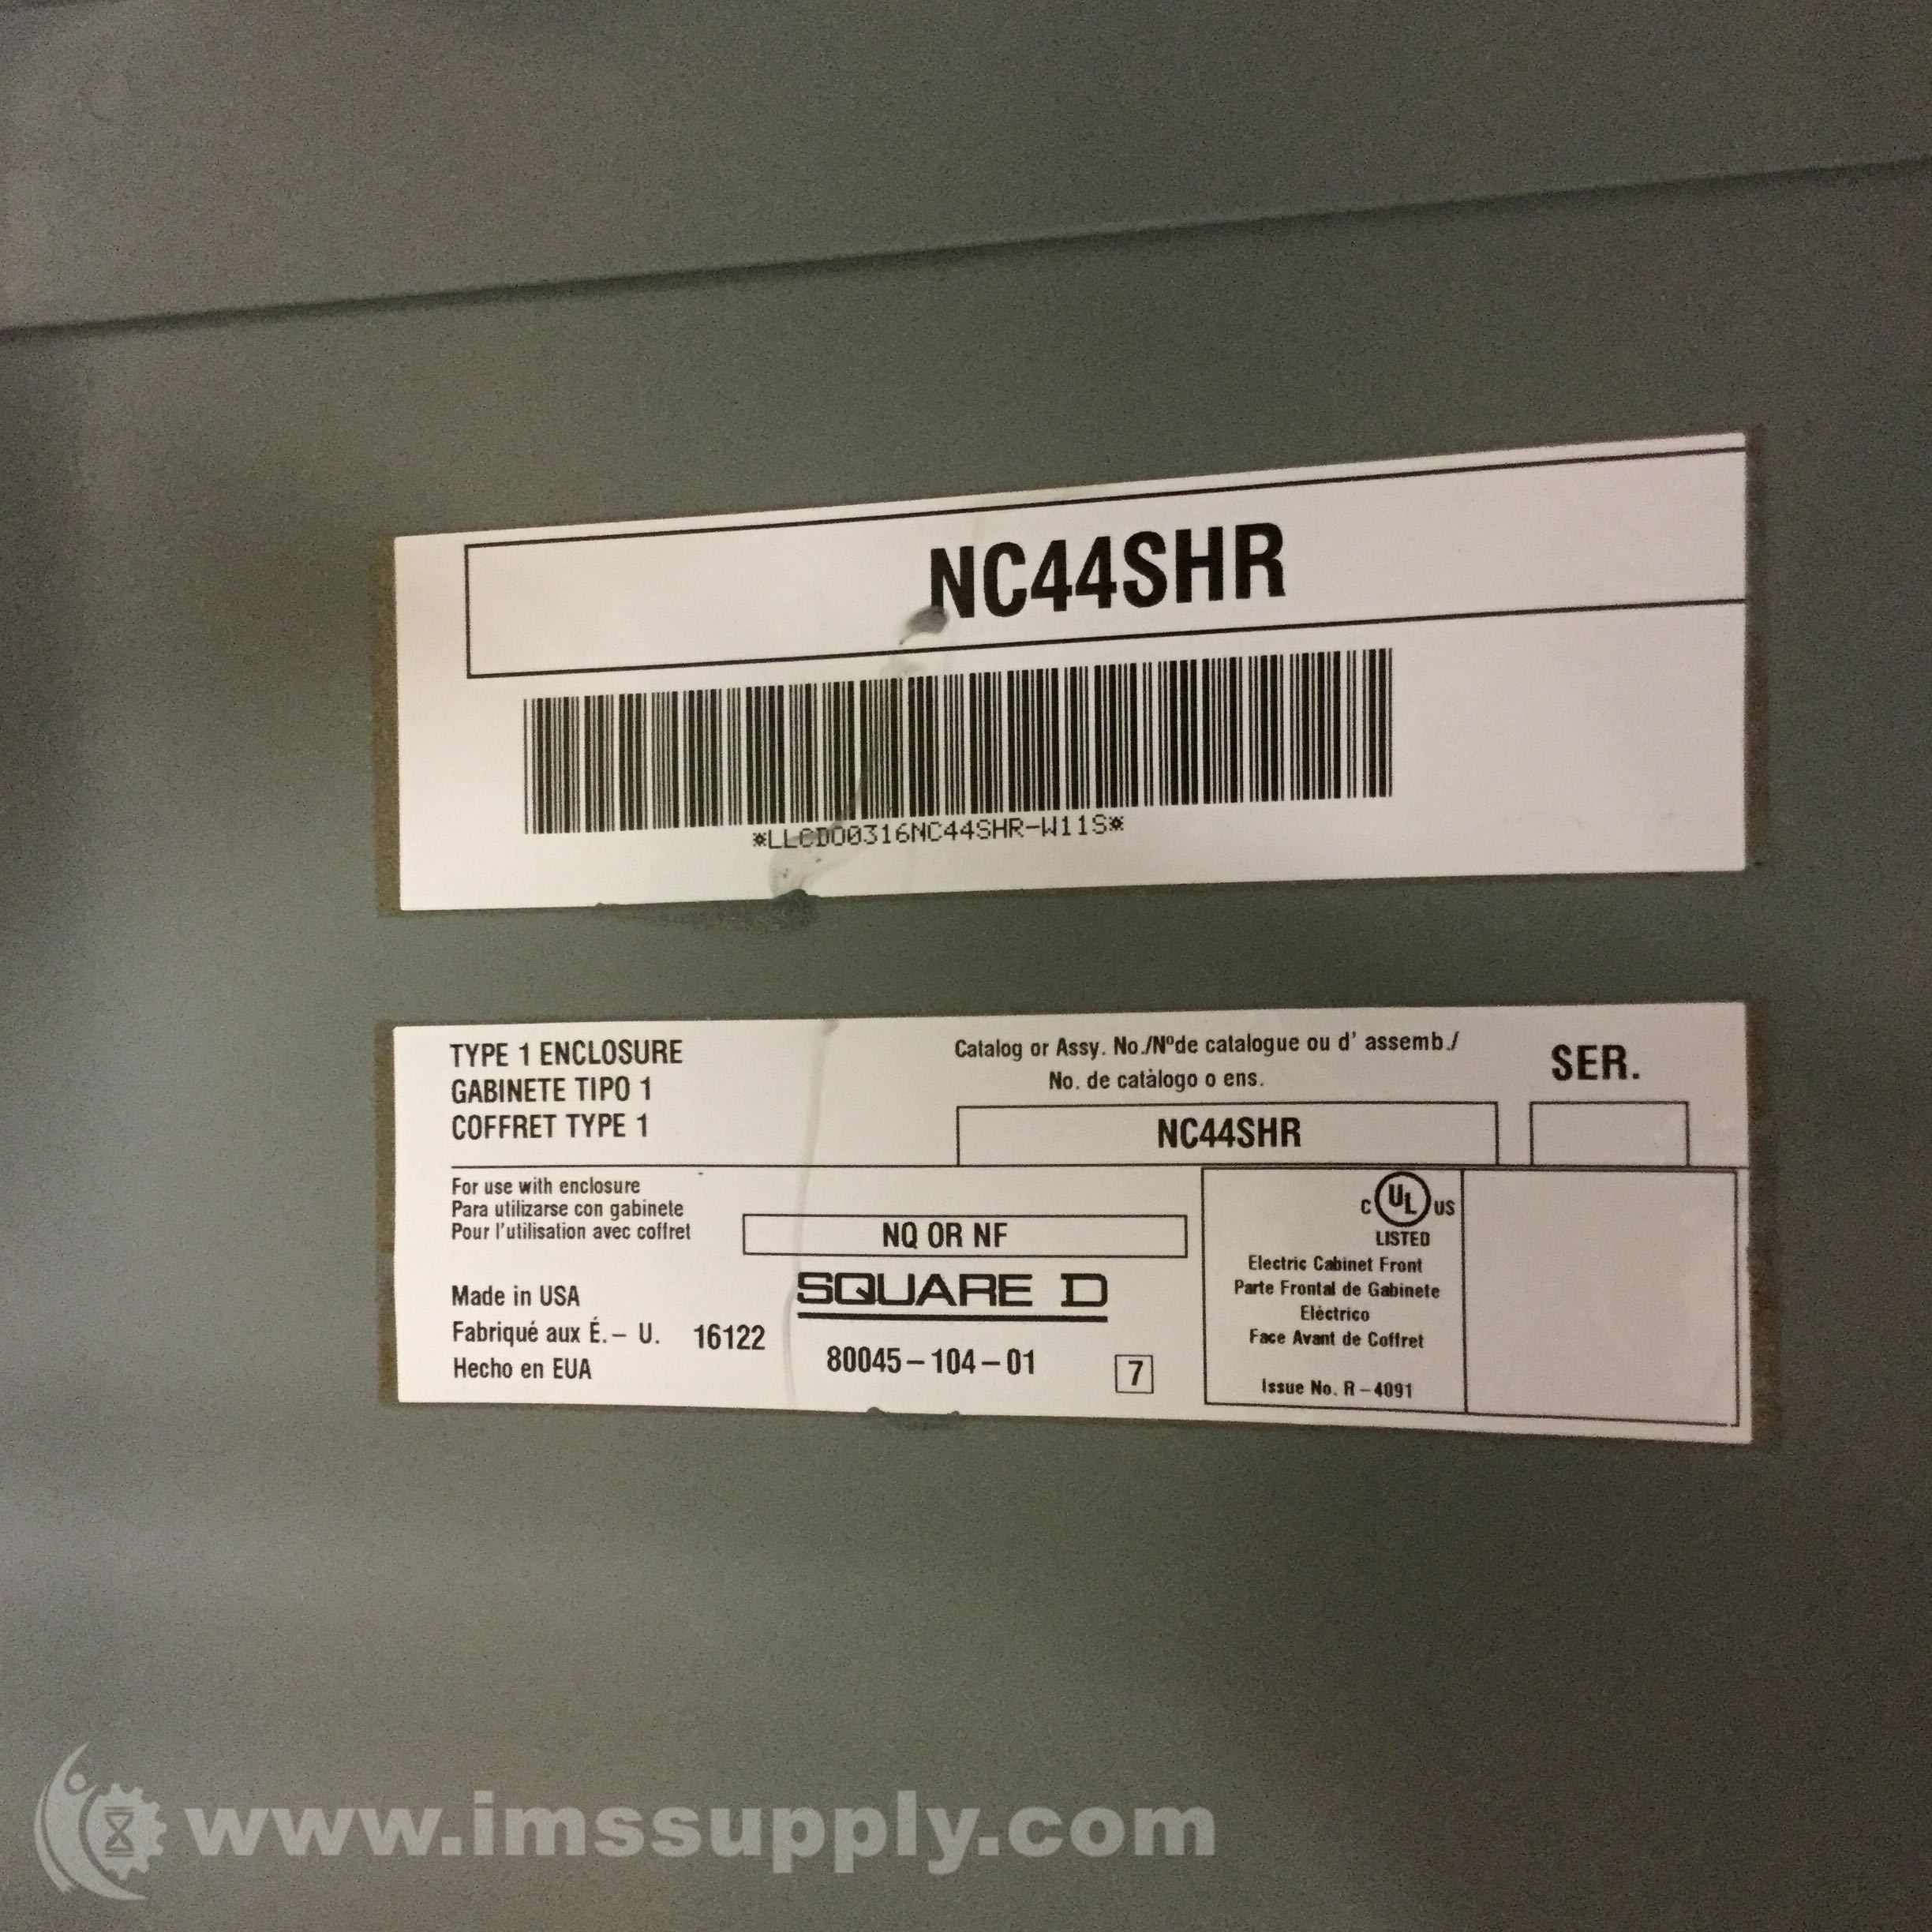 NC44SHR
*LLCDO0316NC44SHR-W11S*
TYPE 1 ENCLOSURE
GABINETE TIPO 1
COFFRET TYPE 1
Catalog or Assy. No./Nºde catalogue ou d' assemb./
No. de catàlogo o ens.
SER.
NC44SHR
For use with enclosure
Para utilizarse con gabinete
Pour l'utilisation avec coffret
NQ OR NF
Made in USA
Fabriqué aux É.– U. 16122
Hecho en EUA
SQUARE D
80045–104–01
7
C UL US
LISTED
Electric Cabinet Front
Parte Frontal de Gabinete
Eléctrico
Face Avant de Coffret
Issue No. R–4091
www.imssupply.com